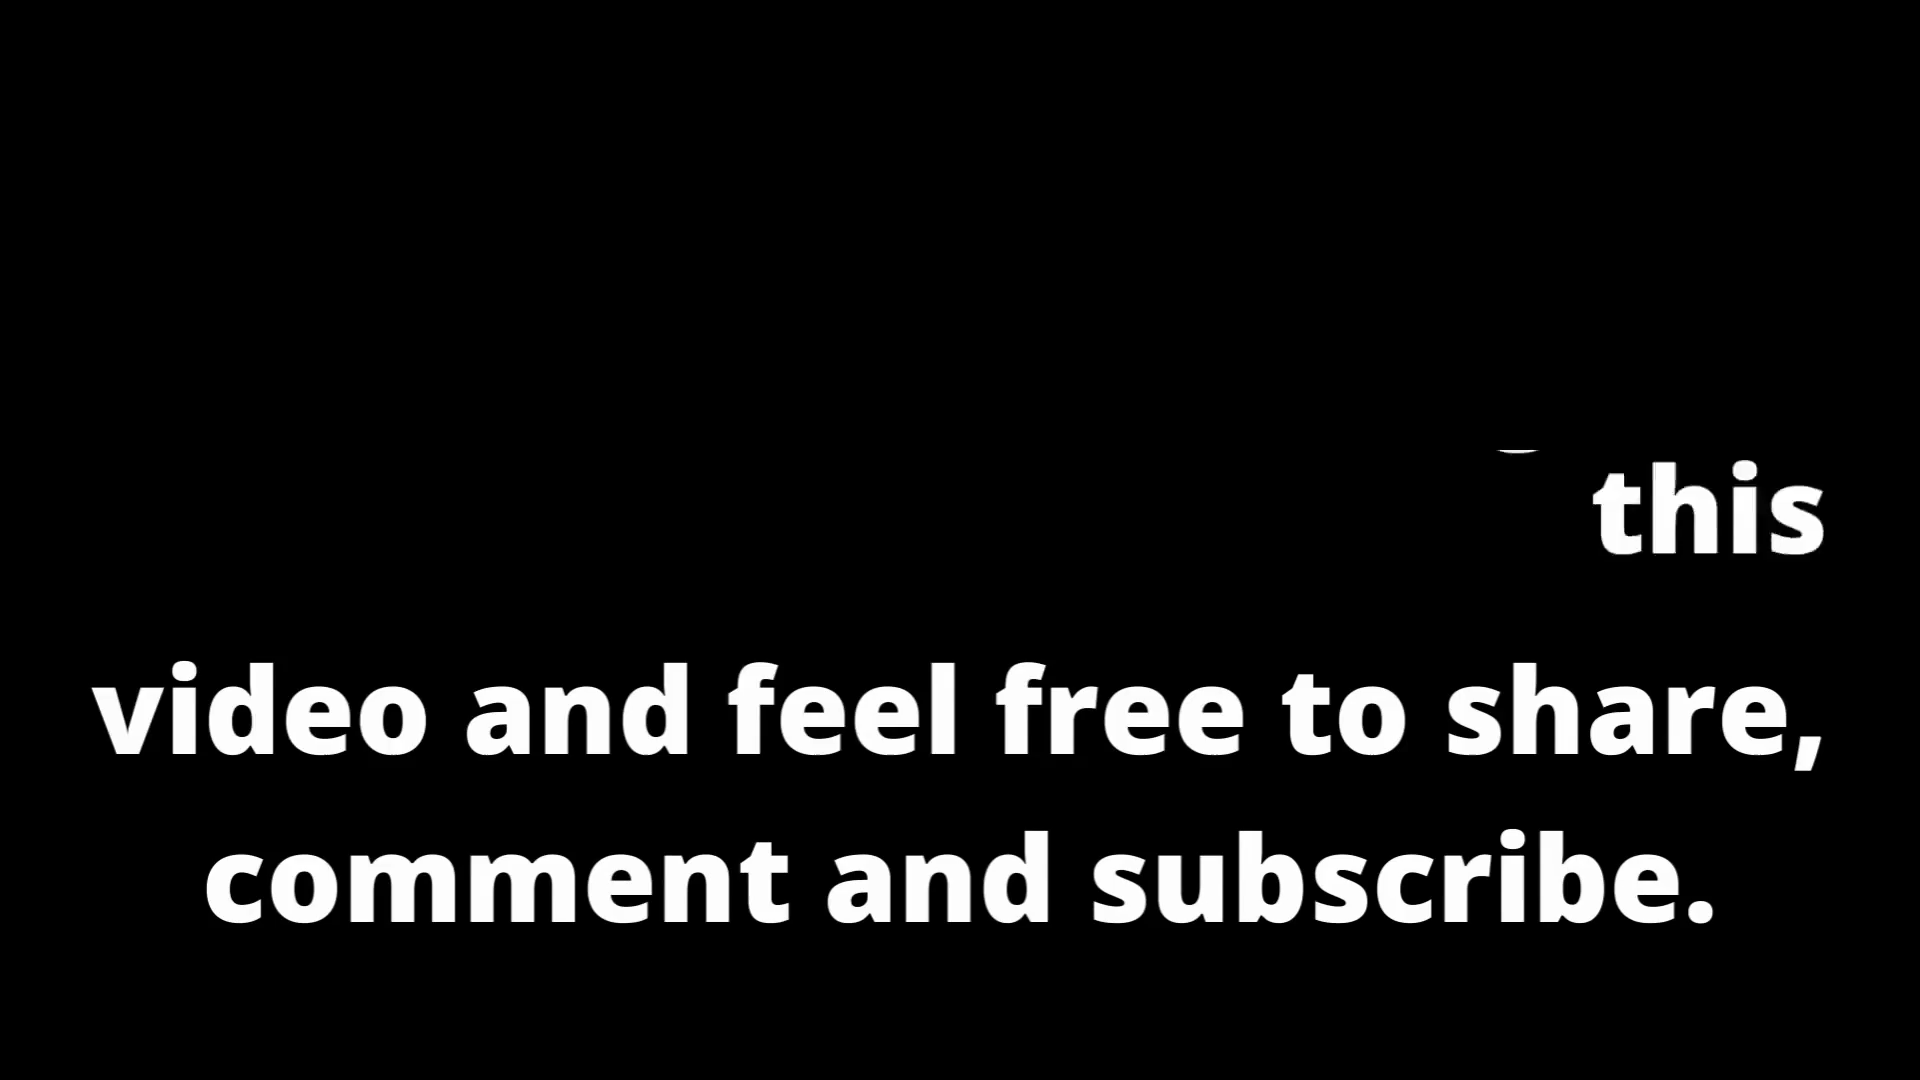 this
video and feel free to share,
comment and subscribe.